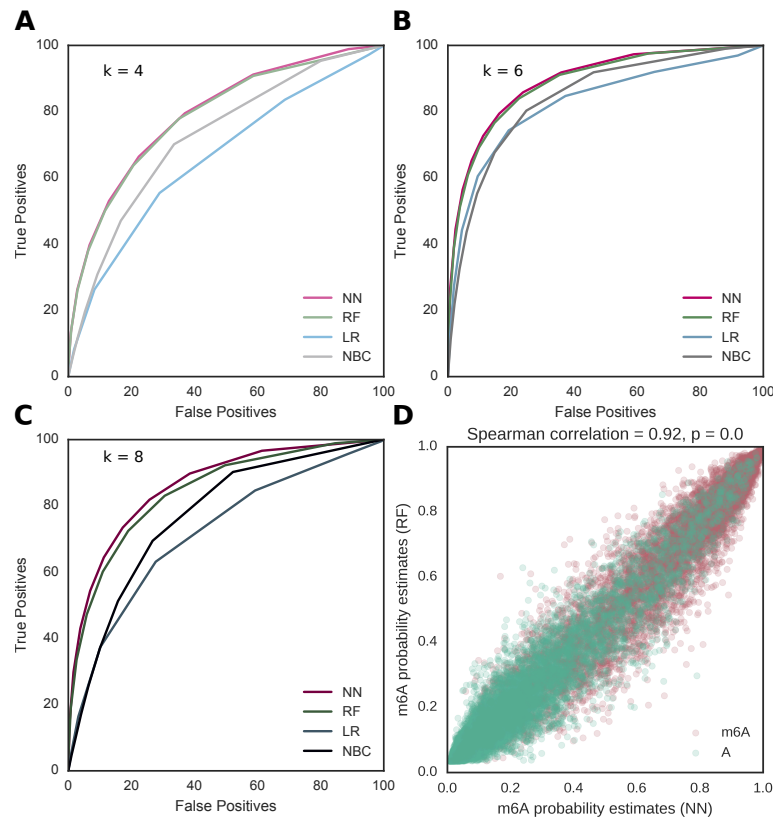 A
k = 4
100
80
60
40
20
0
True Positives
0 20 40 60 80 100
False Positives
NN
RF
LR
NBC
B
k = 6
100
80
60
40
20
0
True Positives
0 20 40 60 80 100
False Positives
NN
RF
LR
NBC
C
k = 8
100
80
60
40
20
0
True Positives
0 20 40 60 80 100
False Positives
NN
RF
LR
NBC
D
Spearman correlation = 0.92, p = 0.0
1.0
0.8
0.6
0.4
0.2
0.0
m6A probability estimates (RF)
0.0 0.2 0.4 0.6 0.8 1.0
m6A probability estimates (NN)
m6A
A